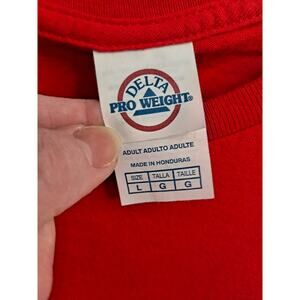 DELTA
PRO WEIGHT®
ADULT ADULTO ADULTE
MADE IN HONDURAS
SIZE TALLA TAILLE
L G G